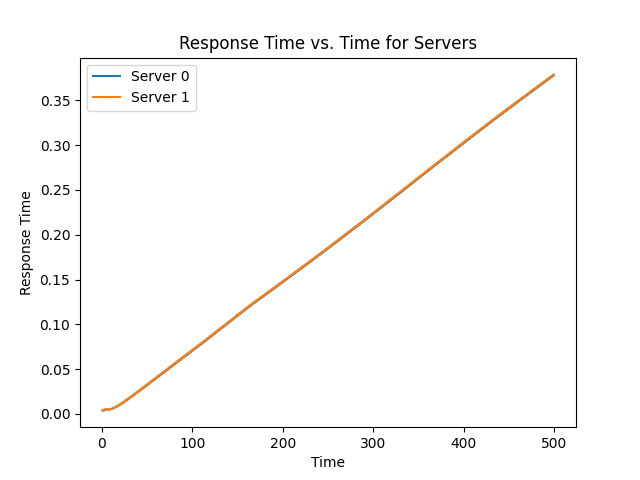 Response Time vs. Time for Servers
Server 0
Server 1
Response Time
0.35
0.30
0.25
0.20
0.15
0.10
0.05
0.00
0 100 200 300 400 500
Time